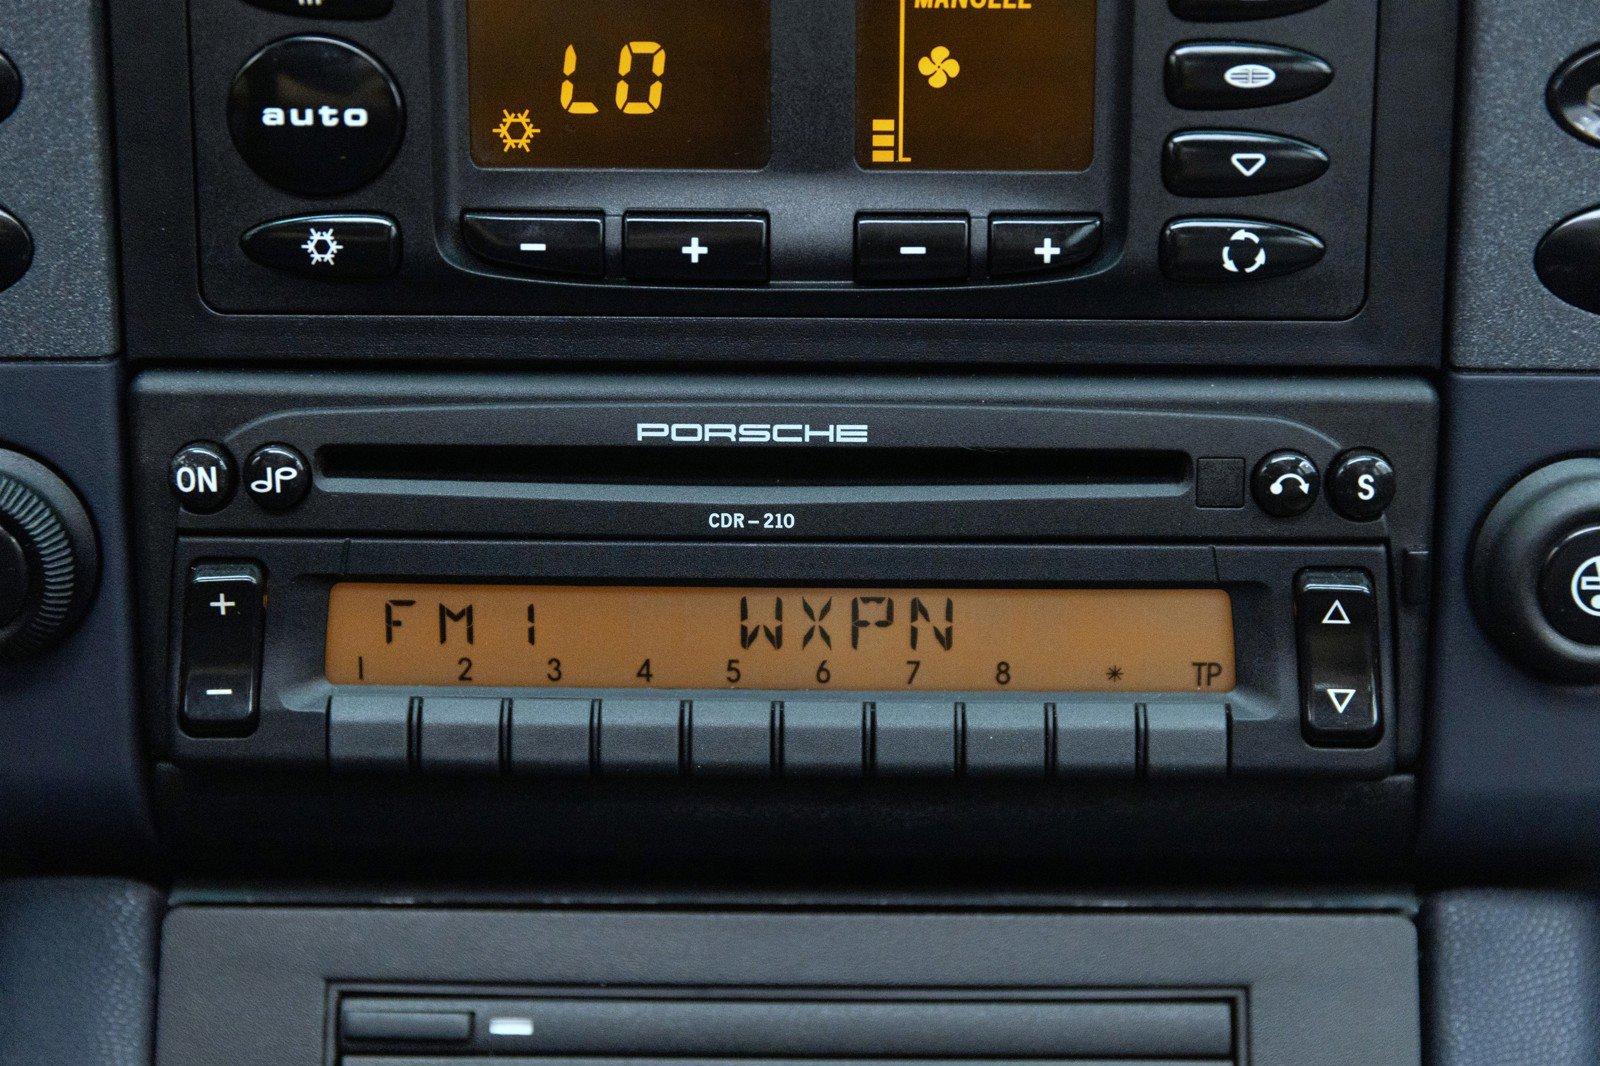 MANUELL
auto
LO
- + - +
PORSCHE
ON
S
CDR-210
+
FM1 WXPN
1 2 3 4 5 6 7 8 * TP
-